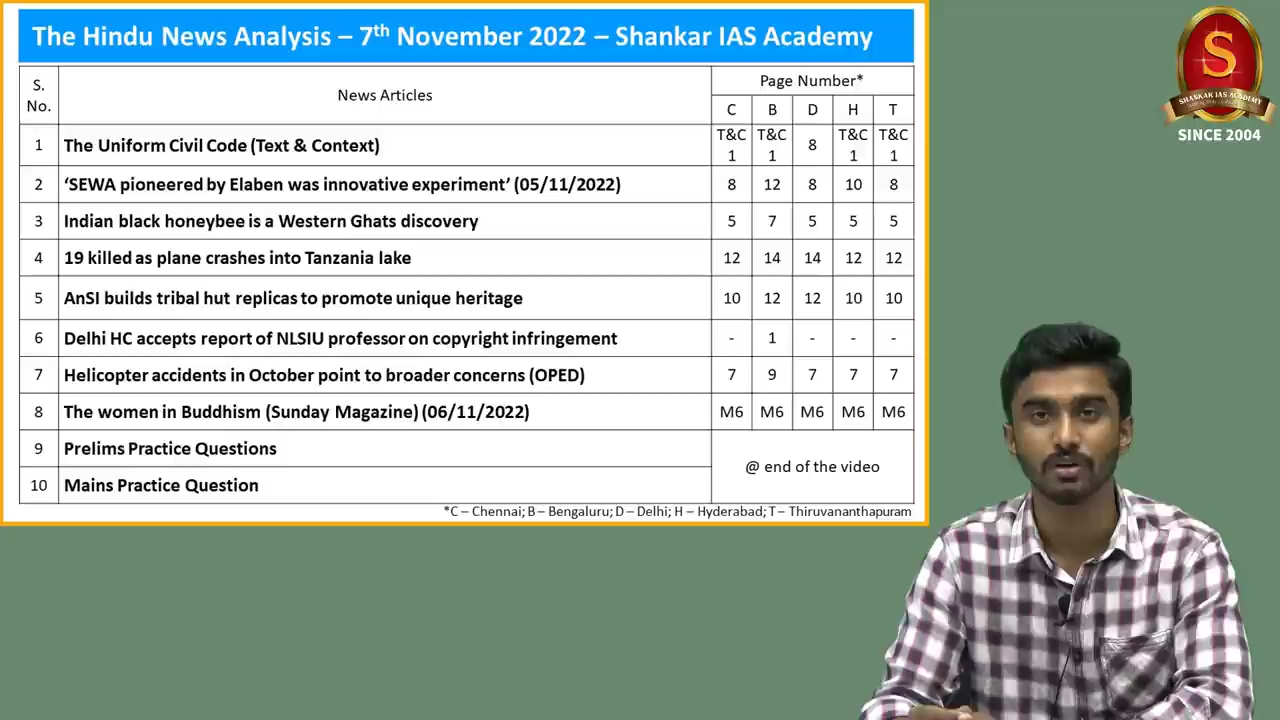 The Hindu News Analysis – 7th November 2022 – Shankar IAS Academy
S. No. News Articles Page Number*
C B D H T
1 The Uniform Civil Code (Text & Context) T&C 1 T&C 1 8 T&C 1 T&C 1
2 ‘SEWA pioneered by Elaben was innovative experiment’ (05/11/2022) 8 12 8 10 8
3 Indian black honeybee is a Western Ghats discovery 5 7 5 5 5
4 19 killed as plane crashes into Tanzania lake 12 14 14 12 12
5 AnSI builds tribal hut replicas to promote unique heritage 10 12 12 10 10
6 Delhi HC accepts report of NLSIU professor on copyright infringement - 1 - - -
7 Helicopter accidents in October point to broader concerns (OPED) 7 9 7 7 7
8 The women in Buddhism (Sunday Magazine) (06/11/2022) M6 M6 M6 M6 M6
9 Prelims Practice Questions @ end of the video
10 Mains Practice Question
*C – Chennai; B – Bengaluru; D – Delhi; H – Hyderabad; T – Thiruvananthapuram
S
SHANKAR IAS ACADEMY
SINCE 2004